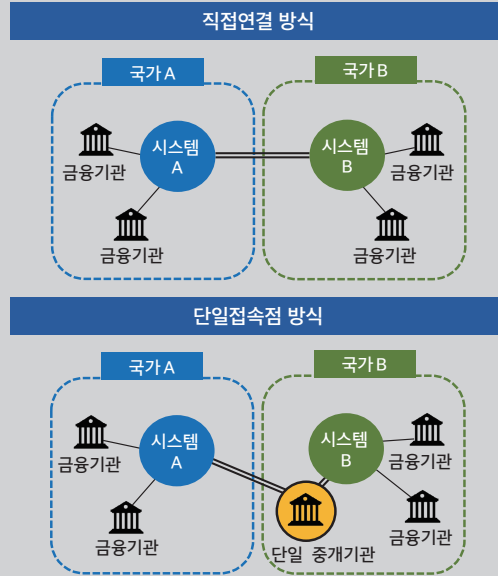 직접연결 방식
국가 A
국가 B
시스템
A
시스템
B
금융기관
금융기관
금융기관
금융기관
단일접속점 방식
국가 A
국가 B
시스템
A
시스템
B
금융기관
금융기관
금융기관
금융기관
단일 중개기관